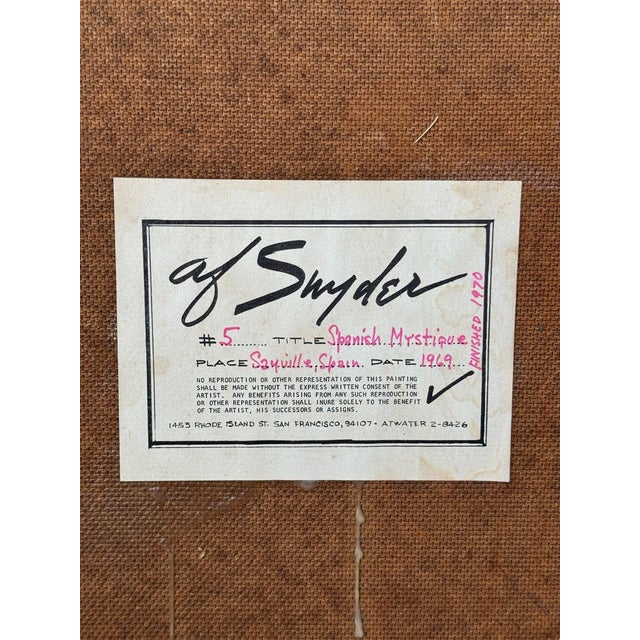 af Snyder
# 5......... TITLE Spanish Mystique
PLACE Sayville, Spain. DATE 1969....
FINISHED 1970
NO REPRODUCTION OR OTHER REPRESENTATION OF THIS PAINTING
SHALL BE MADE WITHOUT THE EXPRESS WRITTEN CONSENT OF THE
ARTIST. ANY BENEFITS ARISING FROM ANY SUCH REPRODUCTION
OR OTHER REPRESENTATION SHALL INURE SOLELY TO THE BENEFIT
OF THE ARTIST, HIS SUCCESSORS OR ASSIGNS.
1453 RHODE ISLAND ST. SAN FRANCISCO, 94107 • ATWATER 2-8426